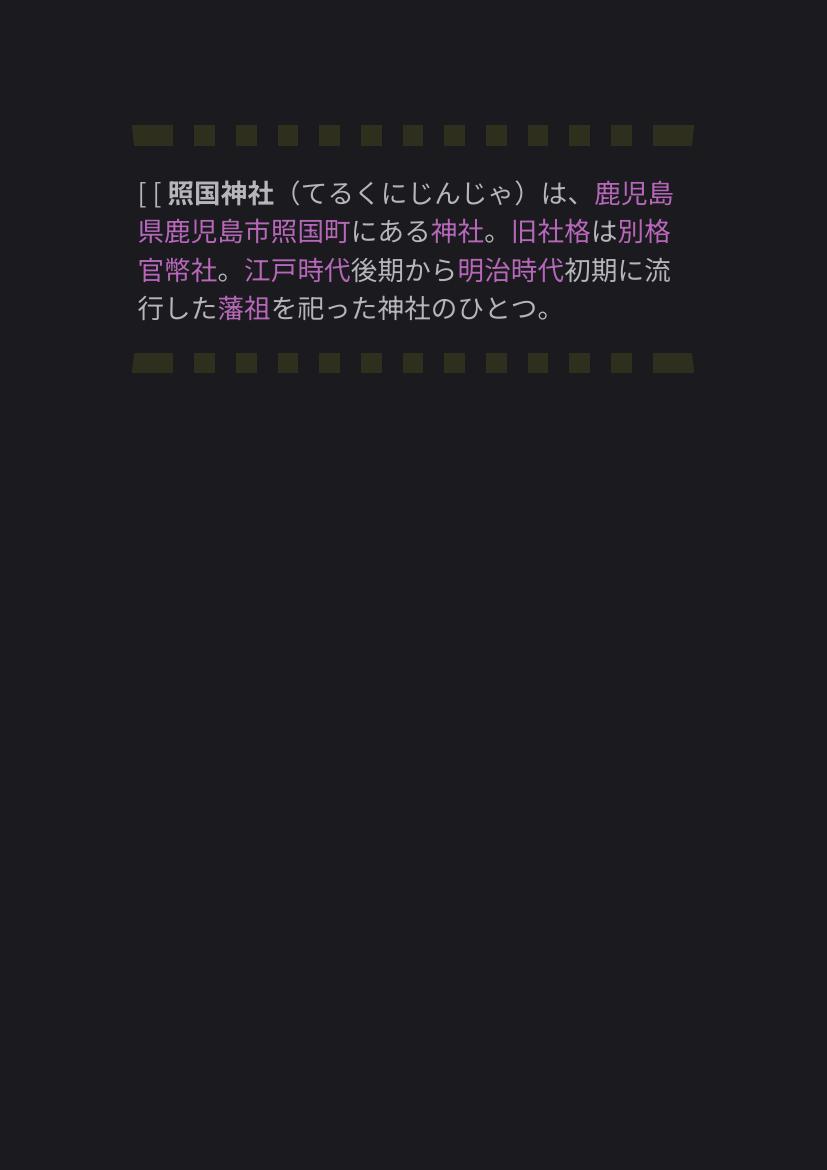 [ [ 照国神社（てるくにじんじゃ）は、鹿児島
県鹿児島市照国町にある神社。旧社格は別格
官幣社。江戸時代後期から明治時代初期に流
行した藩祖を祀った神社のひとつ。